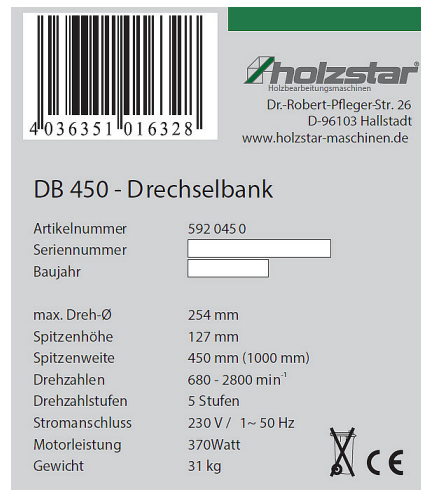 4 036351 016328
holzstar®
Holzbearbeitungsmaschinen
Dr.-Robert-Pfleger-Str. 26
D-96103 Hallstadt
www.holzstar-maschinen.de
DB 450 - Drechselbank
Artikelnummer 592 0450
Seriennummer
Baujahr
max. Dreh-Ø 254 mm
Spitzenhöhe 127 mm
Spitzenweite 450 mm (1000 mm)
Drehzahlen 680 - 2800 min⁻¹
Drehzahlstufen 5 Stufen
Stromanschluss 230 V / 1~ 50 Hz
Motorleistung 370Watt
Gewicht 31 kg
CE